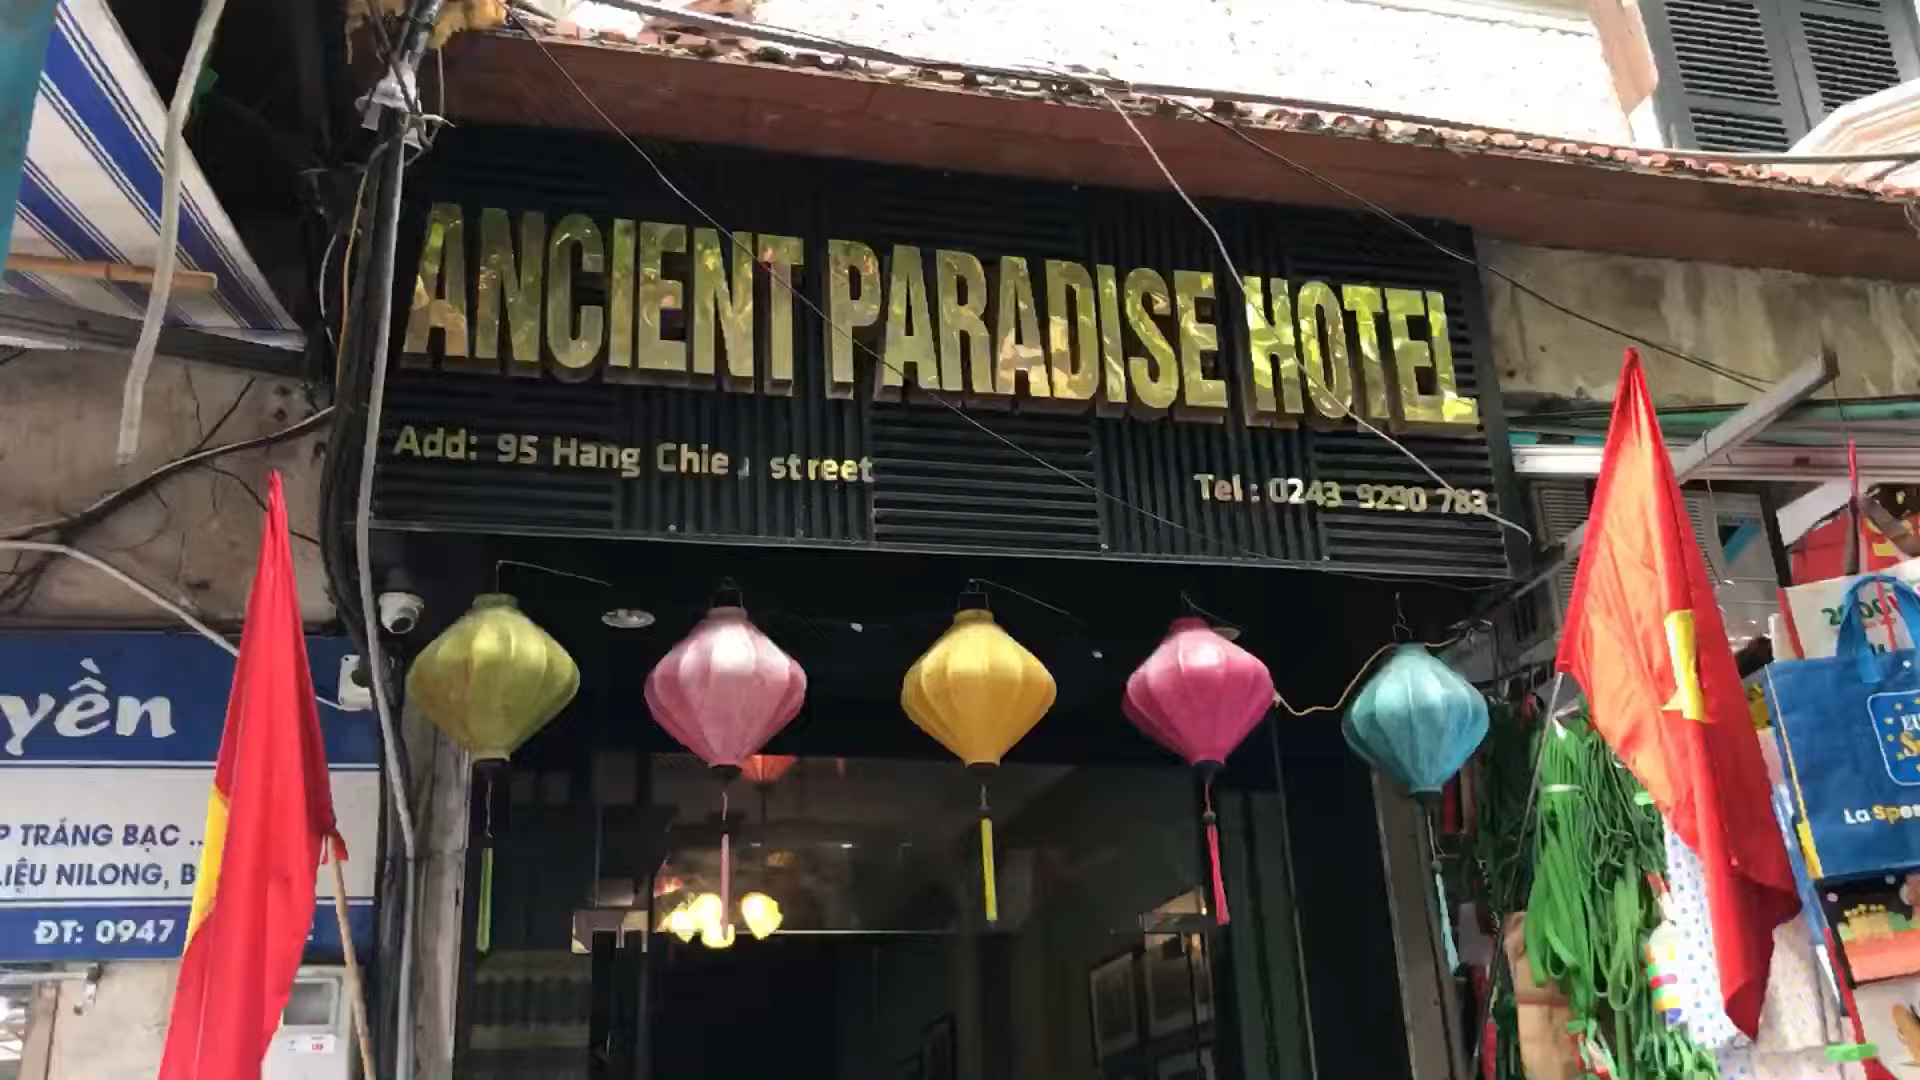 ANCIENT PARADISE HOTEL
Add: 95 Hang Chie street
Tel: 0243 9290 783
yền
P TRÁNG BẠC ..
LIỆU NILONG, B
ĐT: 0947
La Spe